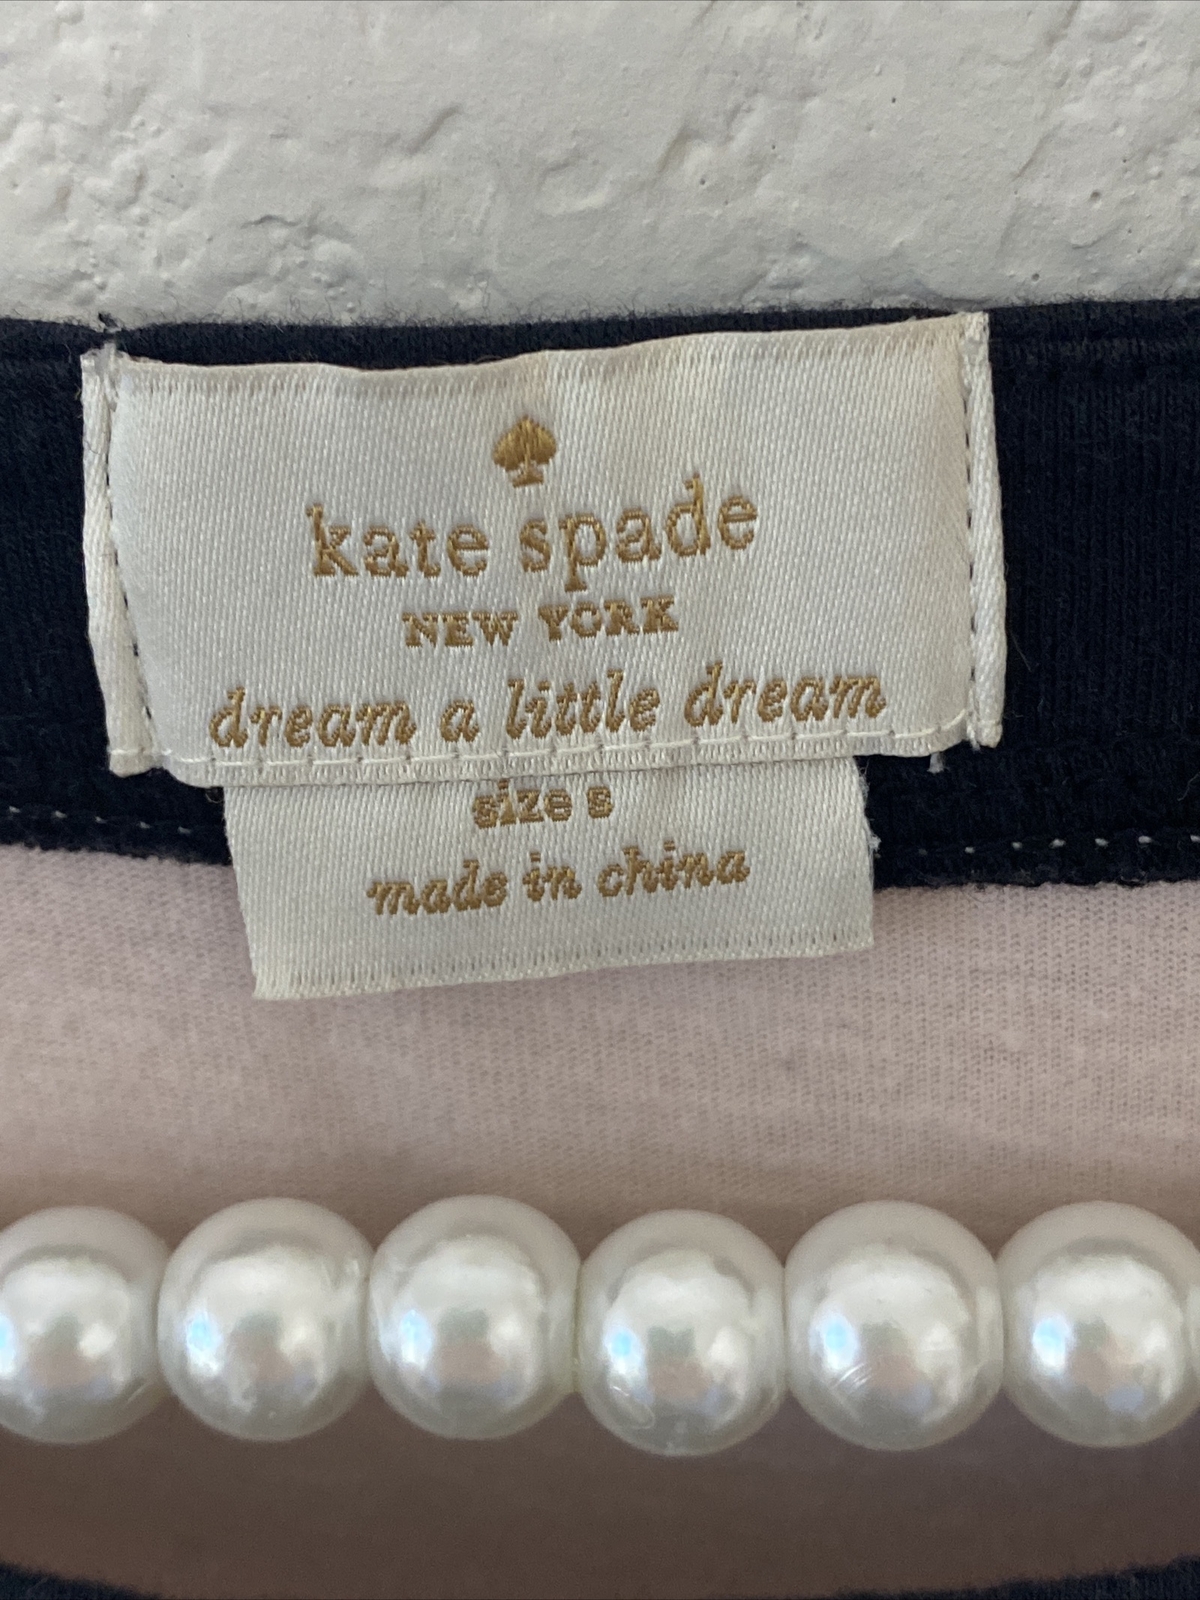 kate spade
NEW YORK
dream a little dream
size s
made in china